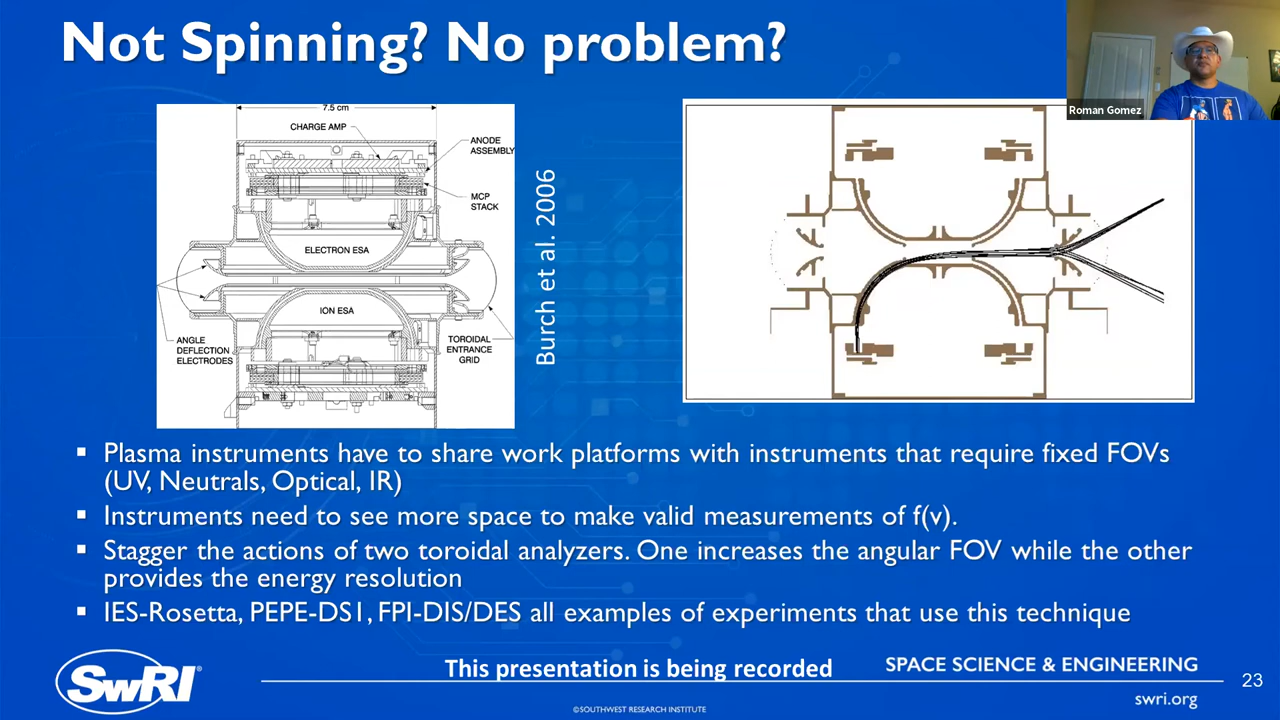 Not Spinning? No problem?
Roman Gomez
7.5 cm
CHARGE AMP
ANODE
ASSEMBLY
MCP
STACK
ELECTRON ESA
ION ESA
ANGLE
DEFLECTION
ELECTRODES
TOROIDAL
ENTRANCE
GRID
Burch et al. 2006
▪ Plasma instruments have to share work platforms with instruments that require fixed FOVs
(UV, Neutrals, Optical, IR)
▪ Instruments need to see more space to make valid measurements of f(v).
▪ Stagger the actions of two toroidal analyzers. One increases the angular FOV while the other
provides the energy resolution
▪ IES-Rosetta, PEPE-DS1, FPI-DIS/DES all examples of experiments that use this technique
SwRI®
This presentation is being recorded
SPACE SCIENCE & ENGINEERING
23
swri.org
©SOUTHWEST RESEARCH INSTITUTE